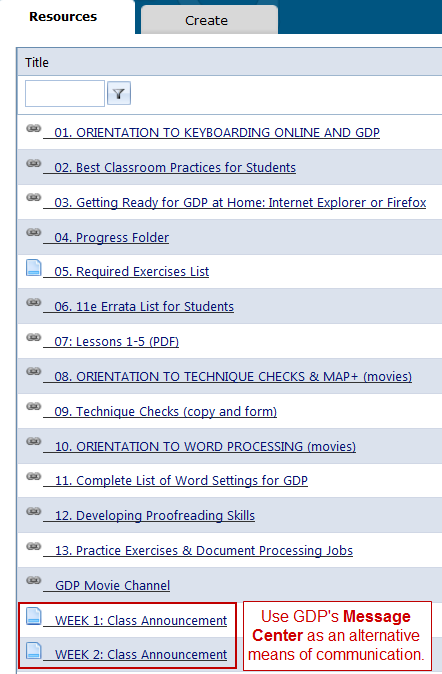 Resources
Create
Title
01. ORIENTATION TO KEYBOARDING ONLINE AND GDP
02. Best Classroom Practices for Students
03. Getting Ready for GDP at Home: Internet Explorer or Firefox
04. Progress Folder
05. Required Exercises List
06. 11e Errata List for Students
07: Lessons 1-5 (PDF)
08. ORIENTATION TO TECHNIQUE CHECKS & MAP+ (movies)
09. Technique Checks (copy and form)
10. ORIENTATION TO WORD PROCESSING (movies)
11. Complete List of Word Settings for GDP
12. Developing Proofreading Skills
13. Practice Exercises & Document Processing Jobs
GDP Movie Channel
WEEK 1: Class Announcement
WEEK 2: Class Announcement
Use GDP's Message
Center as an alternative
means of communication.